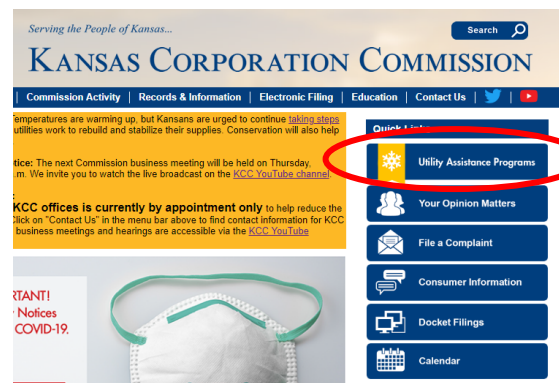 Serving the People of Kansas...
Search
KANSAS CORPORATION COMMISSION
Commission Activity | Records & Information | Electronic Filing | Education | Contact Us
emperatures are warming up, but Kansans are urged to continue taking steps
utilities work to rebuild and stabilize their supplies. Conservation will also help
tice: The next Commission business meeting will be held on Thursday,
.m. We invite you to watch the live broadcast on the KCC YouTube channel.
KCC offices is currently by appointment only to help reduce the
Click on "Contact Us" in the menu bar above to find contact information for KCC
business meetings and hearings are accessible via the KCC YouTube
RTANT!
Notices
COVID-19.
Quick Links
Utility Assistance Programs
Your Opinion Matters
File a Complaint
Consumer Information
Docket Filings
Calendar